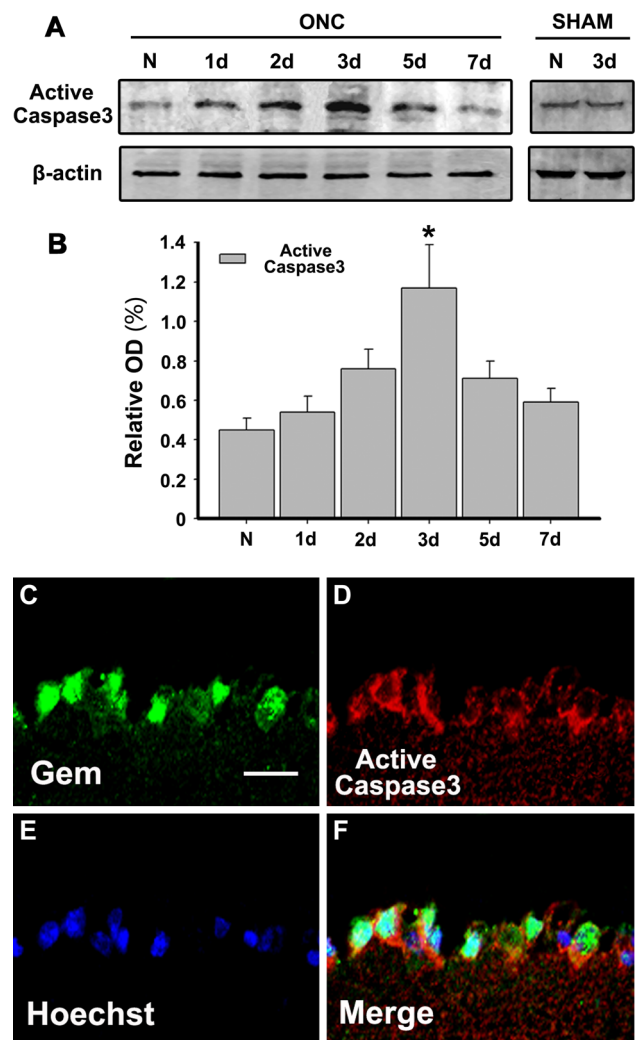 A
ONC
SHAM
N 1d 2d 3d 5d 7d
N 3d
Active
Caspase3
β-actin
B
Active
Caspase3
*
Relative OD (%)
1.4
1.2
1.0
0.8
0.6
0.4
0.2
0
N 1d 2d 3d 5d 7d
C
Gem
D
Active
Caspase3
E
Hoechst
F
Merge